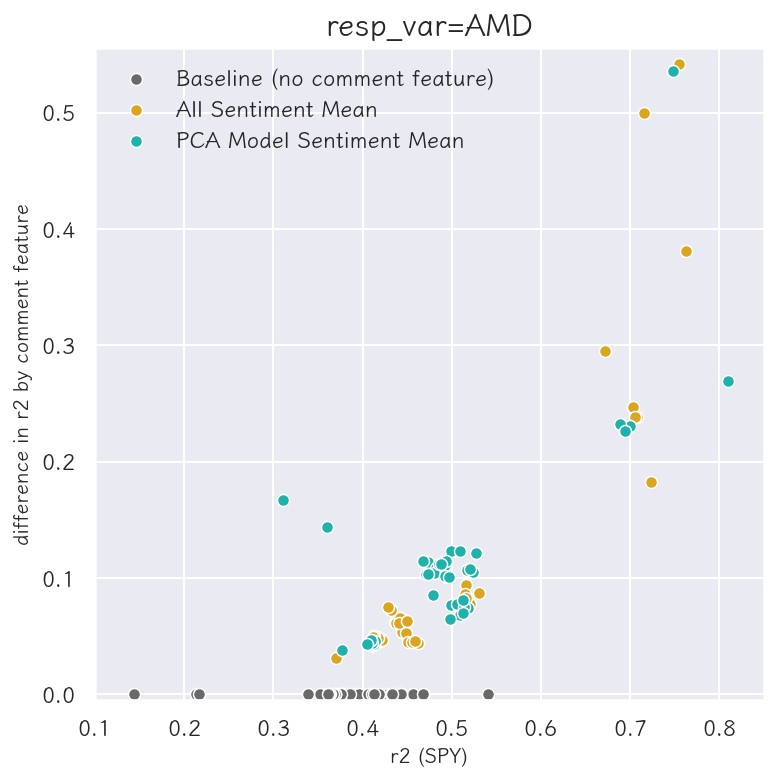 resp_var=AMD
Baseline (no comment feature)
All Sentiment Mean
PCA Model Sentiment Mean
difference in r2 by comment feature
0.5
0.4
0.3
0.2
0.1
0.0
0.1 0.2 0.3 0.4 0.5 0.6 0.7 0.8
r2 (SPY)